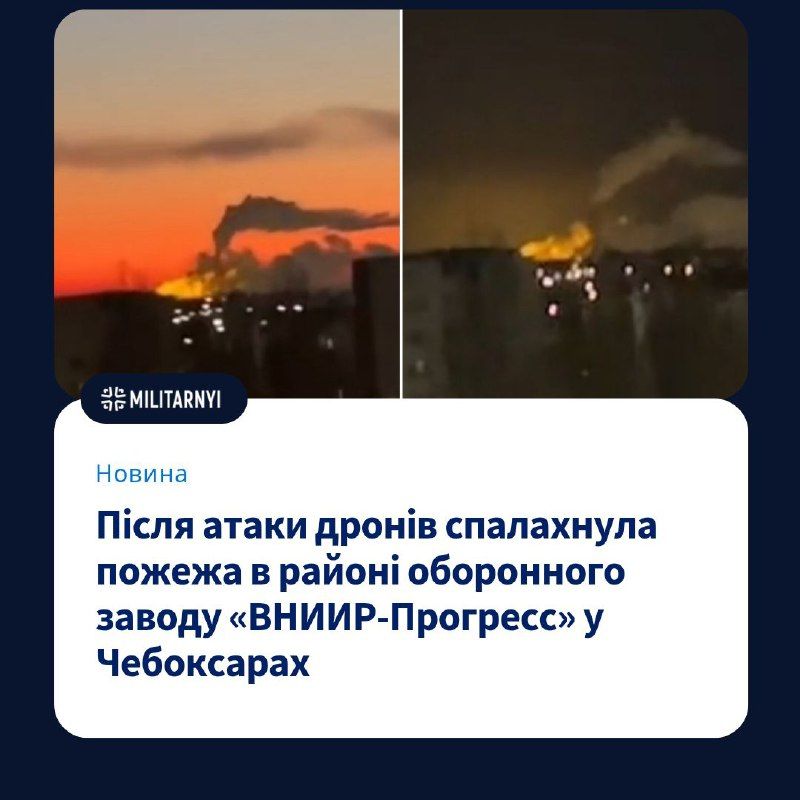 MILITARNYI
Новина
Після атаки дронів спалахнула
пожежа в районі оборонного
заводу «ВНИИР-Прогресс» у
Чебоксарах